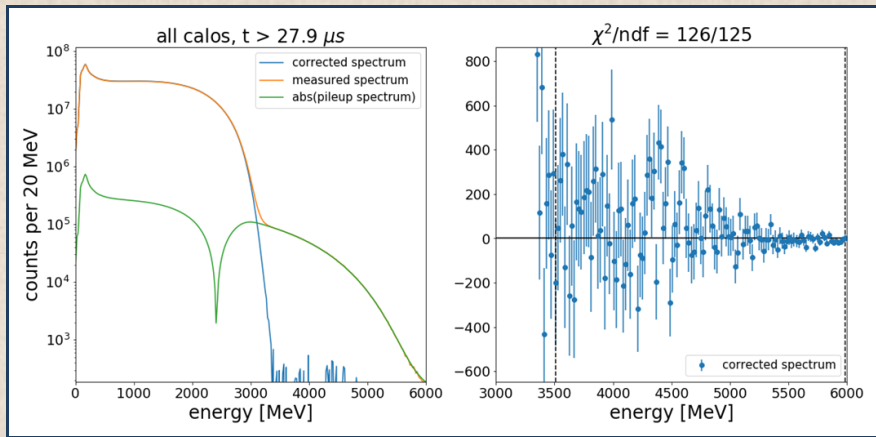 all calos, t > 27.9 μs
counts per 20 MeV
10⁸
10⁷
10⁶
10⁵
10⁴
10³
corrected spectrum
measured spectrum
abs(pileup spectrum)
0 1000 2000 3000 4000 5000 6000
energy [MeV]
χ²/ndf = 126/125
800
600
400
200
0
−200
−400
−600
corrected spectrum
3000 3500 4000 4500 5000 5500 6000
energy [MeV]